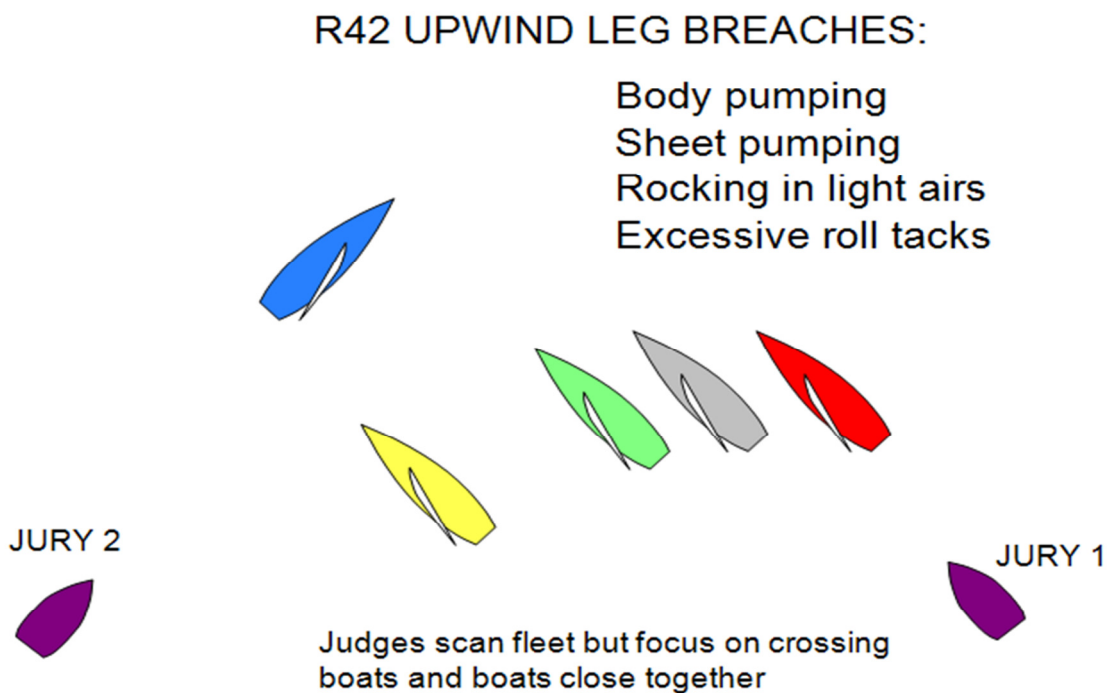 R42 UPWIND LEG BREACHES:
Body pumping
Sheet pumping
Rocking in light airs
Excessive roll tacks
JURY 2
JURY 1
Judges scan fleet but focus on crossing
boats and boats close together